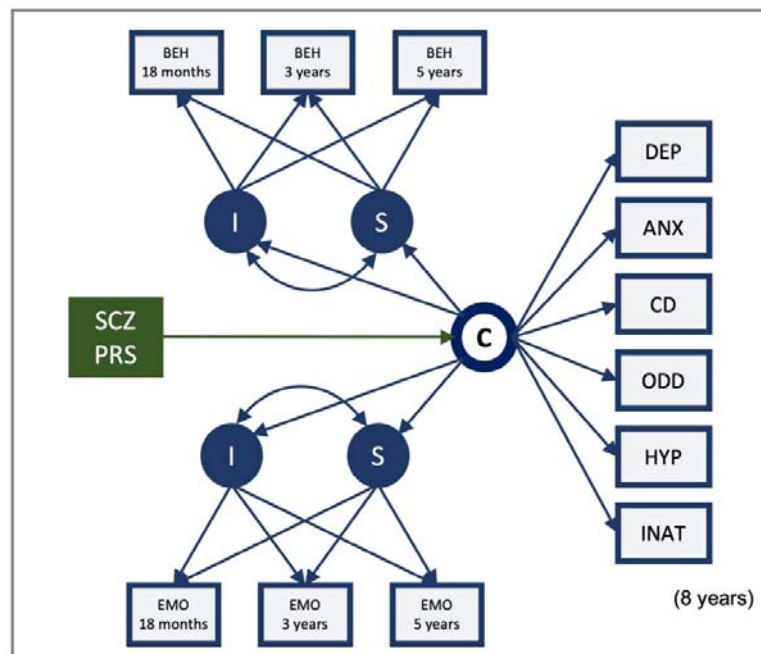 BEH
18 months
BEH
3 years
BEH
5 years
I
S
DEP
ANX
CD
ODD
HYP
INAT
SCZ
PRS
C
I
S
EMO
18 months
EMO
3 years
EMO
5 years
(8 years)